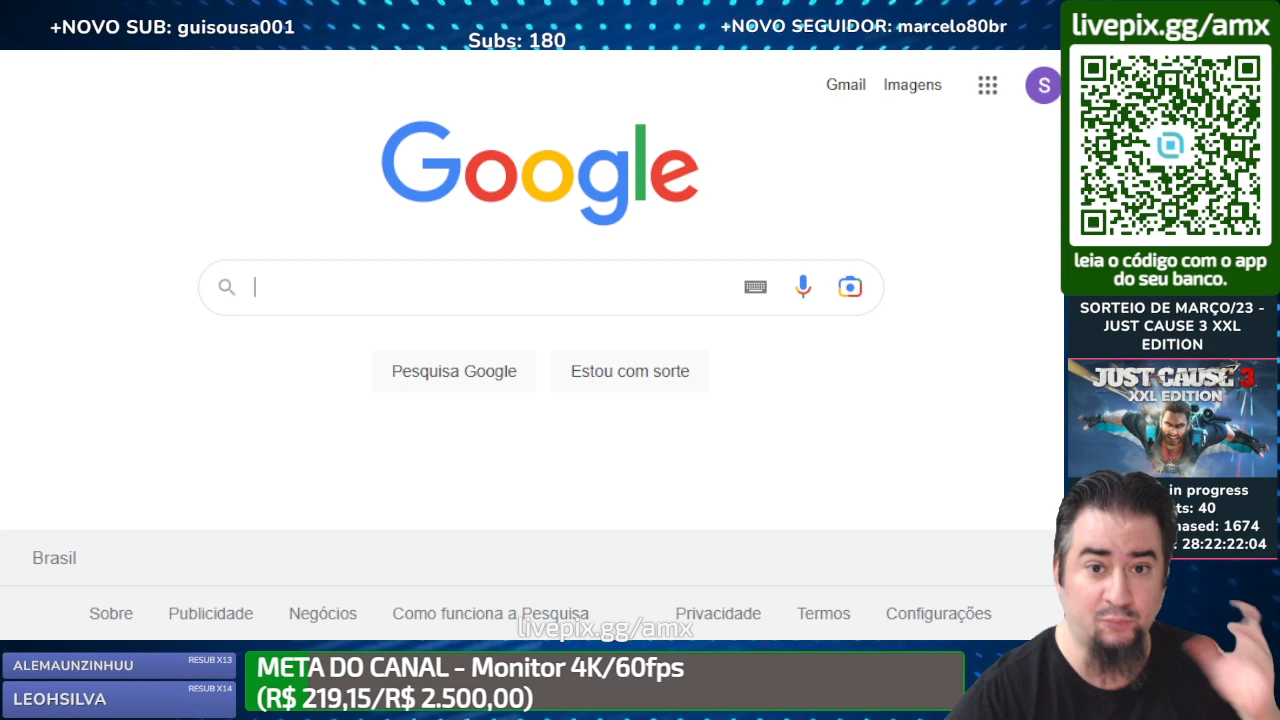 +NOVO SUB: guisousa001
Subs: 180
+NOVO SEGUIDOR: marcelo80br
livepix.gg/amx
leia o código com o app
do seu banco.
Gmail Imagens
S
Google
Pesquisa Google Estou com sorte
SORTEIO DE MARÇO/23 -
JUST CAUSE 3 XXL
EDITION
JUST CAUSE 3
XXL EDITION
in progress
ts: 40
hased: 1674
: 28:22:22:04
Brasil
Sobre Publicidade Negócios Como funciona a Pesquisa Privacidade Termos Configurações
livepix.gg/amx
ALEMAUNZINHUU RESUB X13
LEOHSILVA RESUB X14
META DO CANAL - Monitor 4K/60fps
(R$ 219,15/R$ 2.500,00)